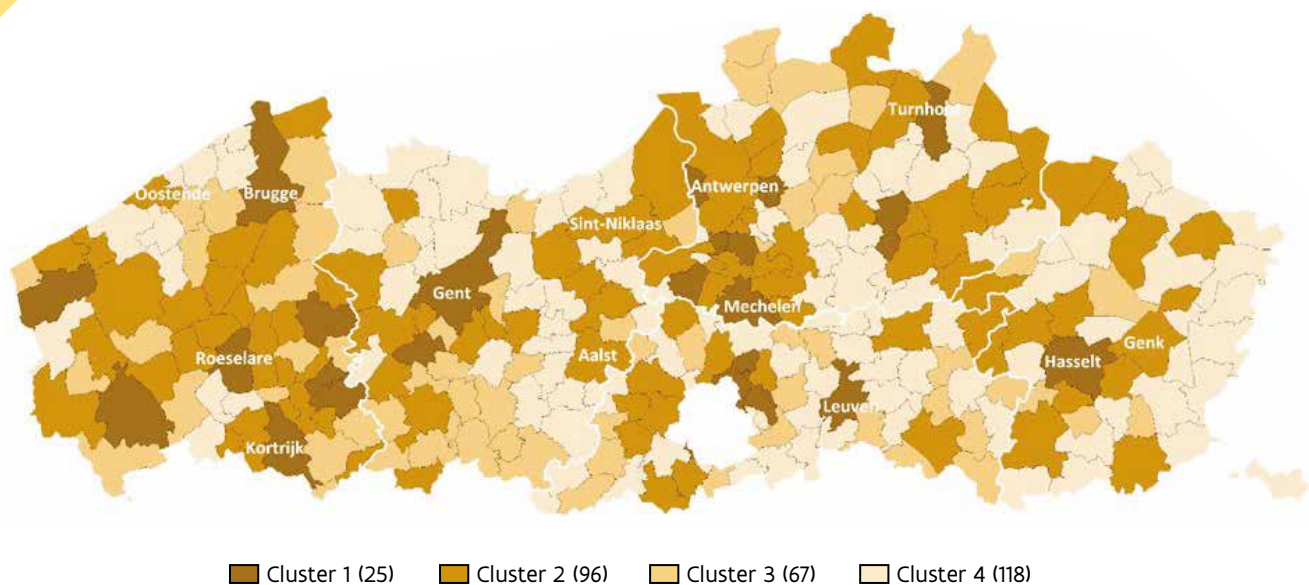 Turnhout
Oostende
Brugge
Antwerpen
Sint-Niklaas
Gent
Mechelen
Roeselare
Aalst
Genk
Hasselt
Leuven
Kortrijk
Cluster 1 (25) Cluster 2 (96) Cluster 3 (67) Cluster 4 (118)